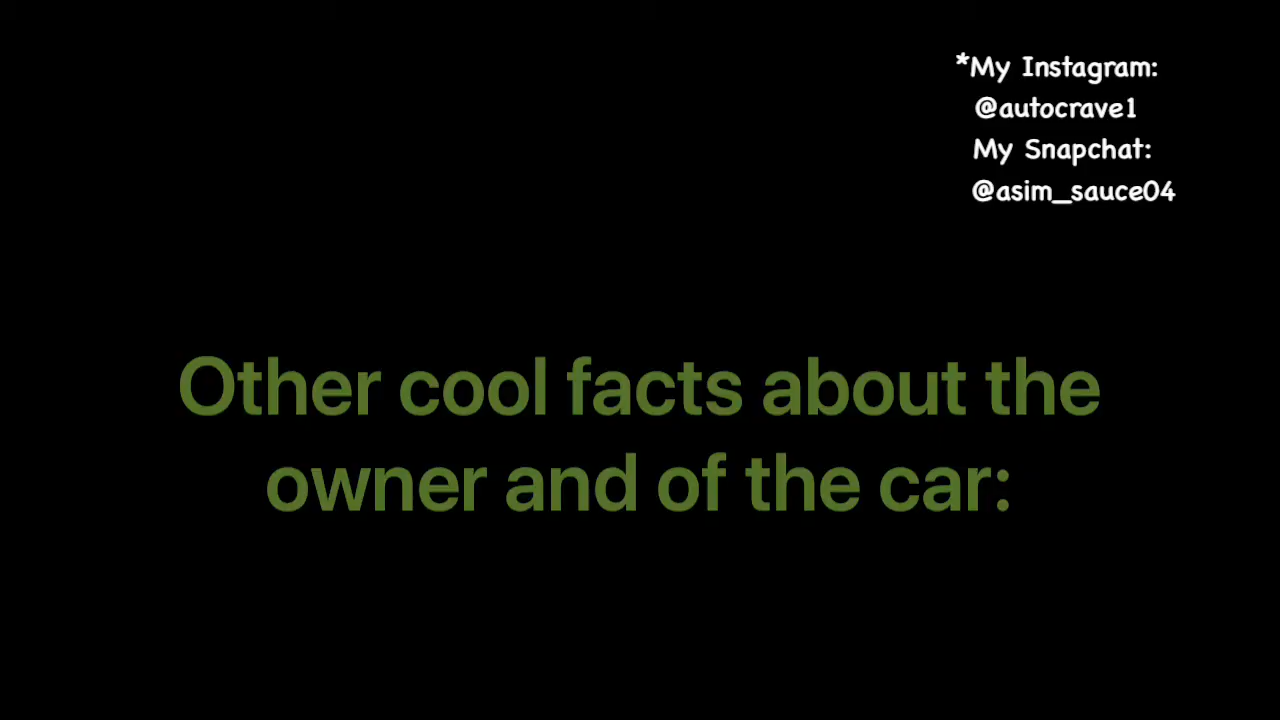 *My Instagram:
@autocrave1
My Snapchat:
@asim_sauce04
Other cool facts about the
owner and of the car: